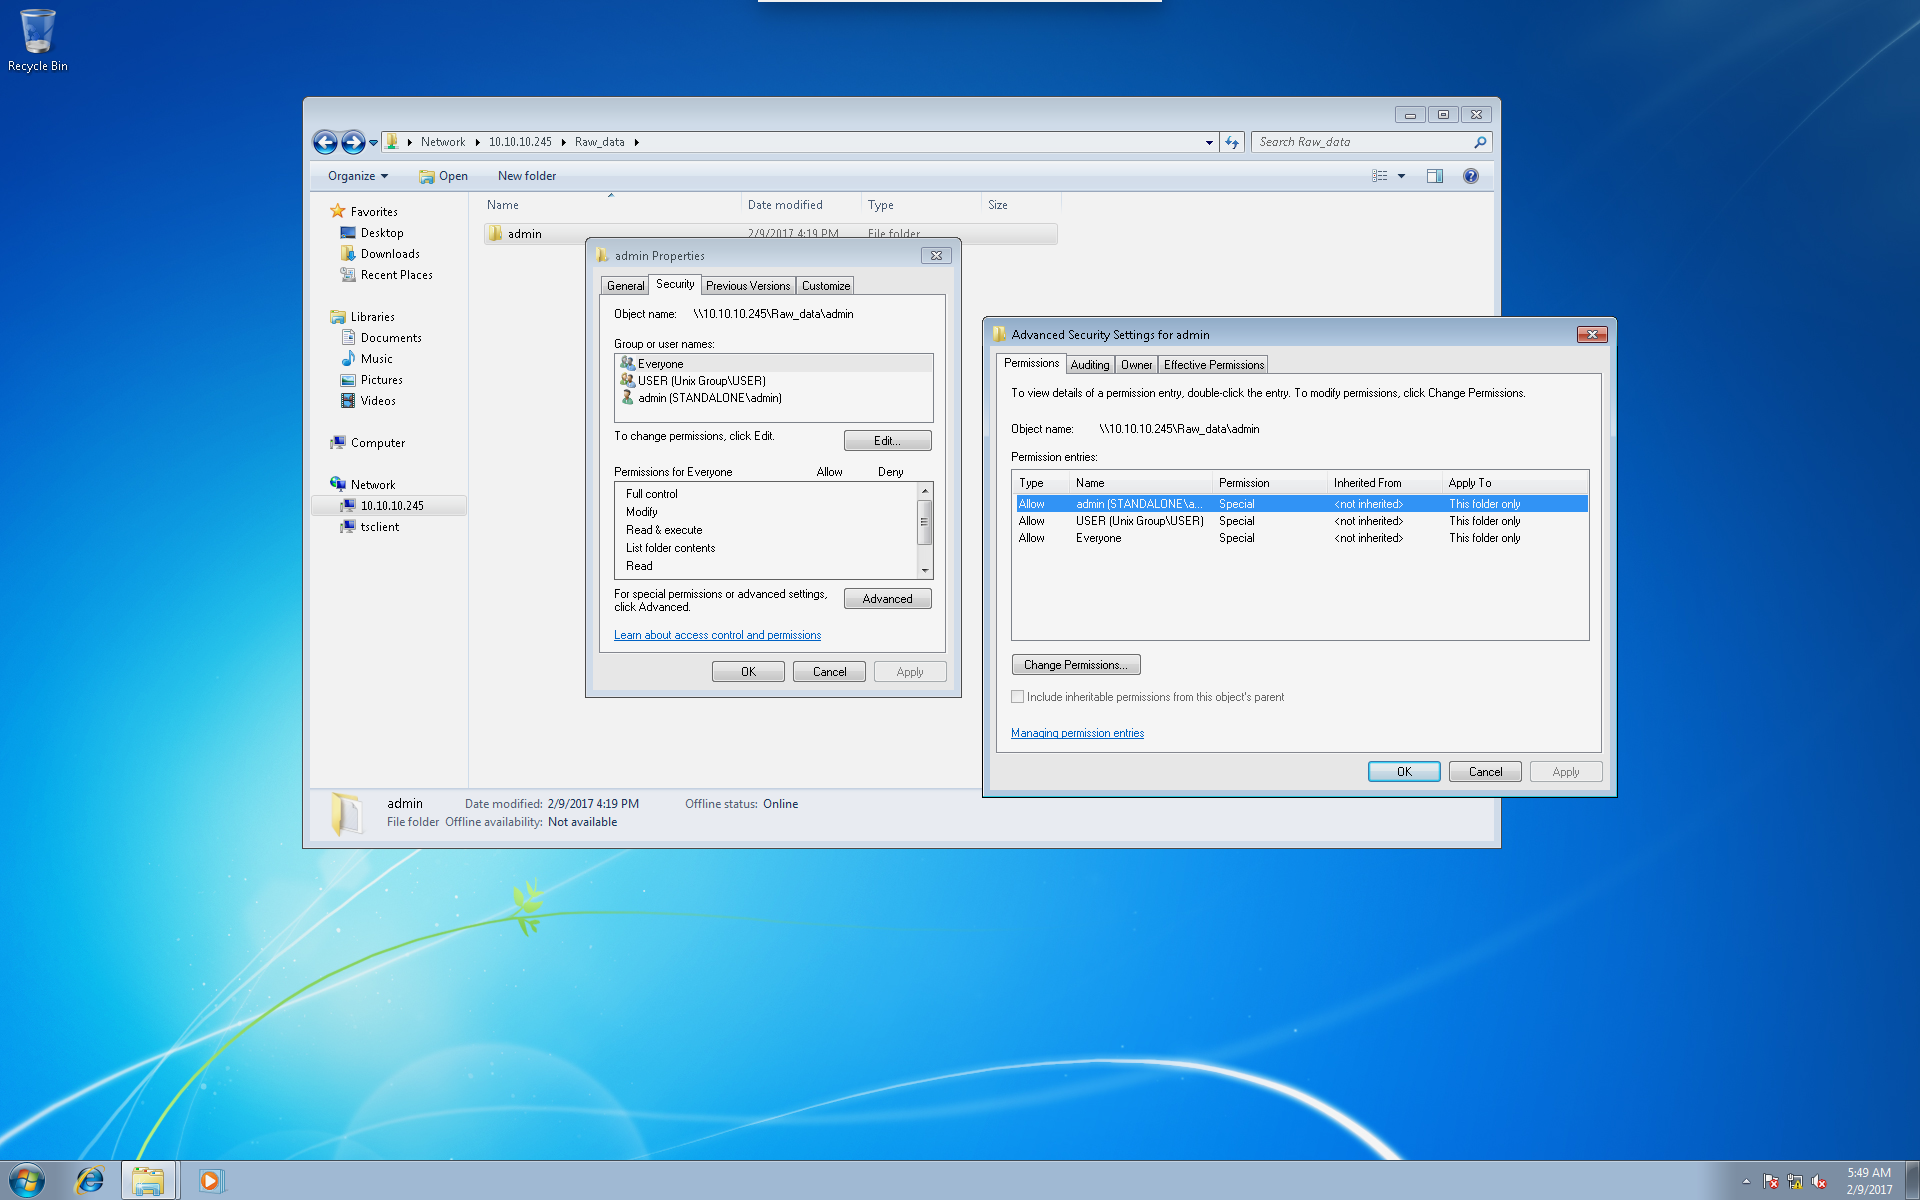 Recycle Bin
Network 10.10.10.245 Raw_data
Search Raw_data
Organize Open New folder
Name Date modified Type Size
admin 2/9/2017 4:19 PM File folder
Favorites
Desktop
Downloads
Recent Places
Libraries
Documents
Music
Pictures
Videos
Computer
Network
10.10.10.245
tsclient
admin Properties
General Security Previous Versions Customize
Object name: \\10.10.10.245\Raw_data\admin
Group or user names:
Everyone
USER (Unix Group\USER)
admin (STANDALONE\admin)
To change permissions, click Edit.
Edit...
Permissions for Everyone Allow Deny
Full control
Modify
Read & execute
List folder contents
Read
For special permissions or advanced settings,
click Advanced.
Advanced
Learn about access control and permissions
OK Cancel Apply
Advanced Security Settings for admin
Permissions Auditing Owner Effective Permissions
To view details of a permission entry, double-click the entry. To modify permissions, click Change Permissions.
Object name: \\10.10.10.245\Raw_data\admin
Permission entries:
Type Name Permission Inherited From Apply To
Allow admin (STANDALONE\a... Special <not inherited> This folder only
Allow USER (Unix Group\USER) Special <not inherited> This folder only
Allow Everyone Special <not inherited> This folder only
Change Permissions...
Include inheritable permissions from this object's parent
Managing permission entries
OK Cancel Apply
admin Date modified: 2/9/2017 4:19 PM Offline status: Online
File folder Offline availability: Not available
5:49 AM
2/9/2017